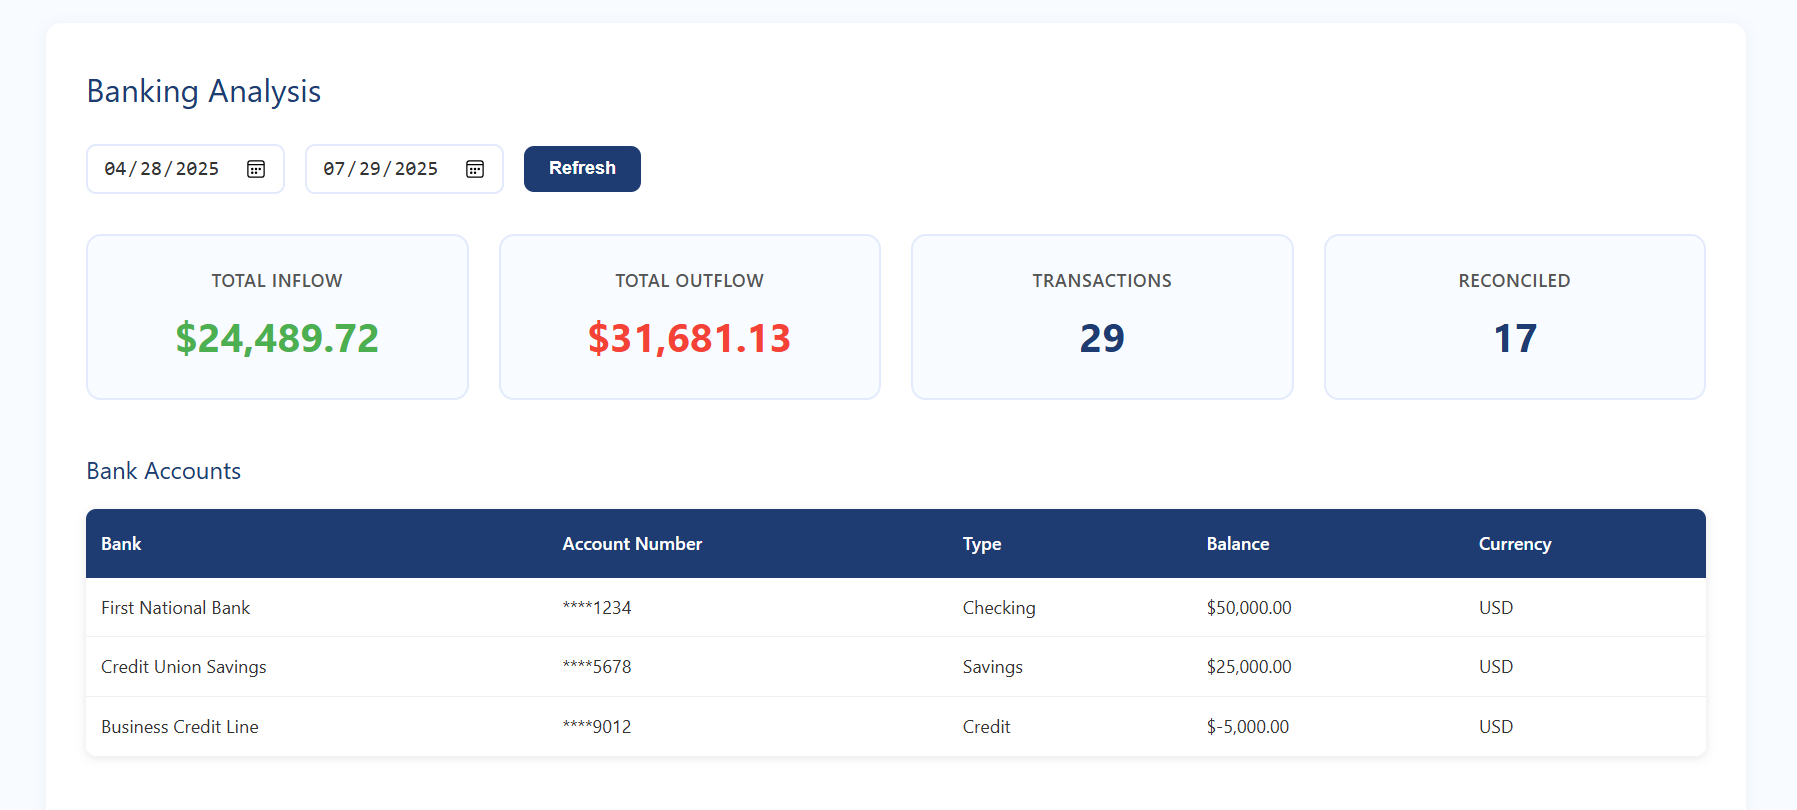 Banking Analysis
04/28/2025 07/29/2025 Refresh
TOTAL INFLOW TOTAL OUTFLOW TRANSACTIONS RECONCILED
$24,489.72 $31,681.13 29 17
Bank Accounts
Bank Account Number Type Balance Currency
First National Bank ****1234 Checking $50,000.00 USD
Credit Union Savings ****5678 Savings $25,000.00 USD
Business Credit Line ****9012 Credit $-5,000.00 USD